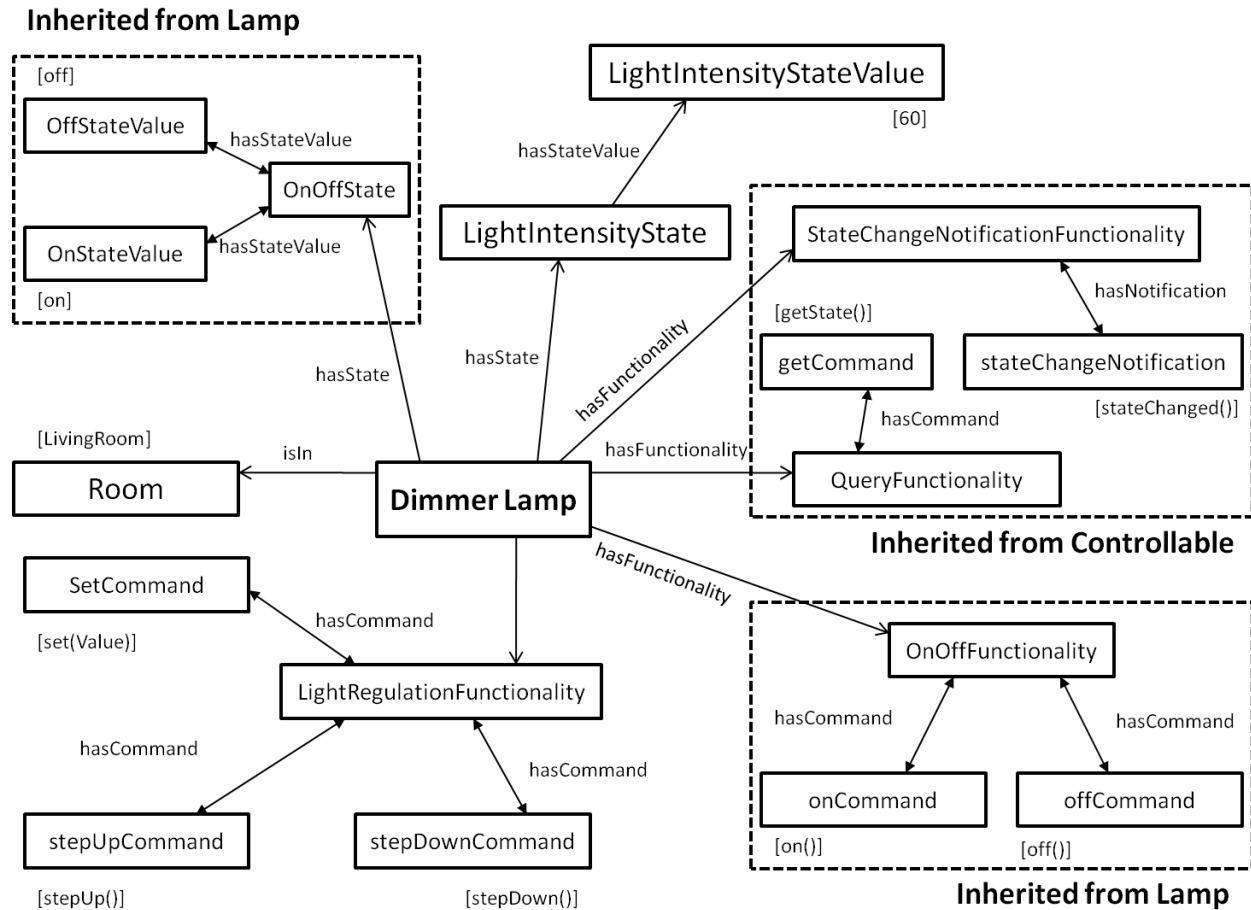 Inherited from Lamp
[off]
OffStateValue
hasStateValue
OnOffState
OnStateValue
hasStateValue
[on]
LightIntensityStateValue
[60]
hasStateValue
LightIntensityState
StateChangeNotificationFunctionality
hasNotification
[getState()]
getCommand
stateChangeNotification
[stateChanged()]
hasCommand
QueryFunctionality
Inherited from Controllable
hasState
hasState
hasFunctionality
hasFunctionality
[LivingRoom]
isIn
Room
Dimmer Lamp
hasFunctionality
SetCommand
[set(Value)]
hasCommand
LightRegulationFunctionality
hasCommand
hasCommand
stepUpCommand
stepDownCommand
[stepUp()]
[stepDown()]
OnOffFunctionality
hasCommand
hasCommand
onCommand
offCommand
[on()]
[off()]
Inherited from Lamp